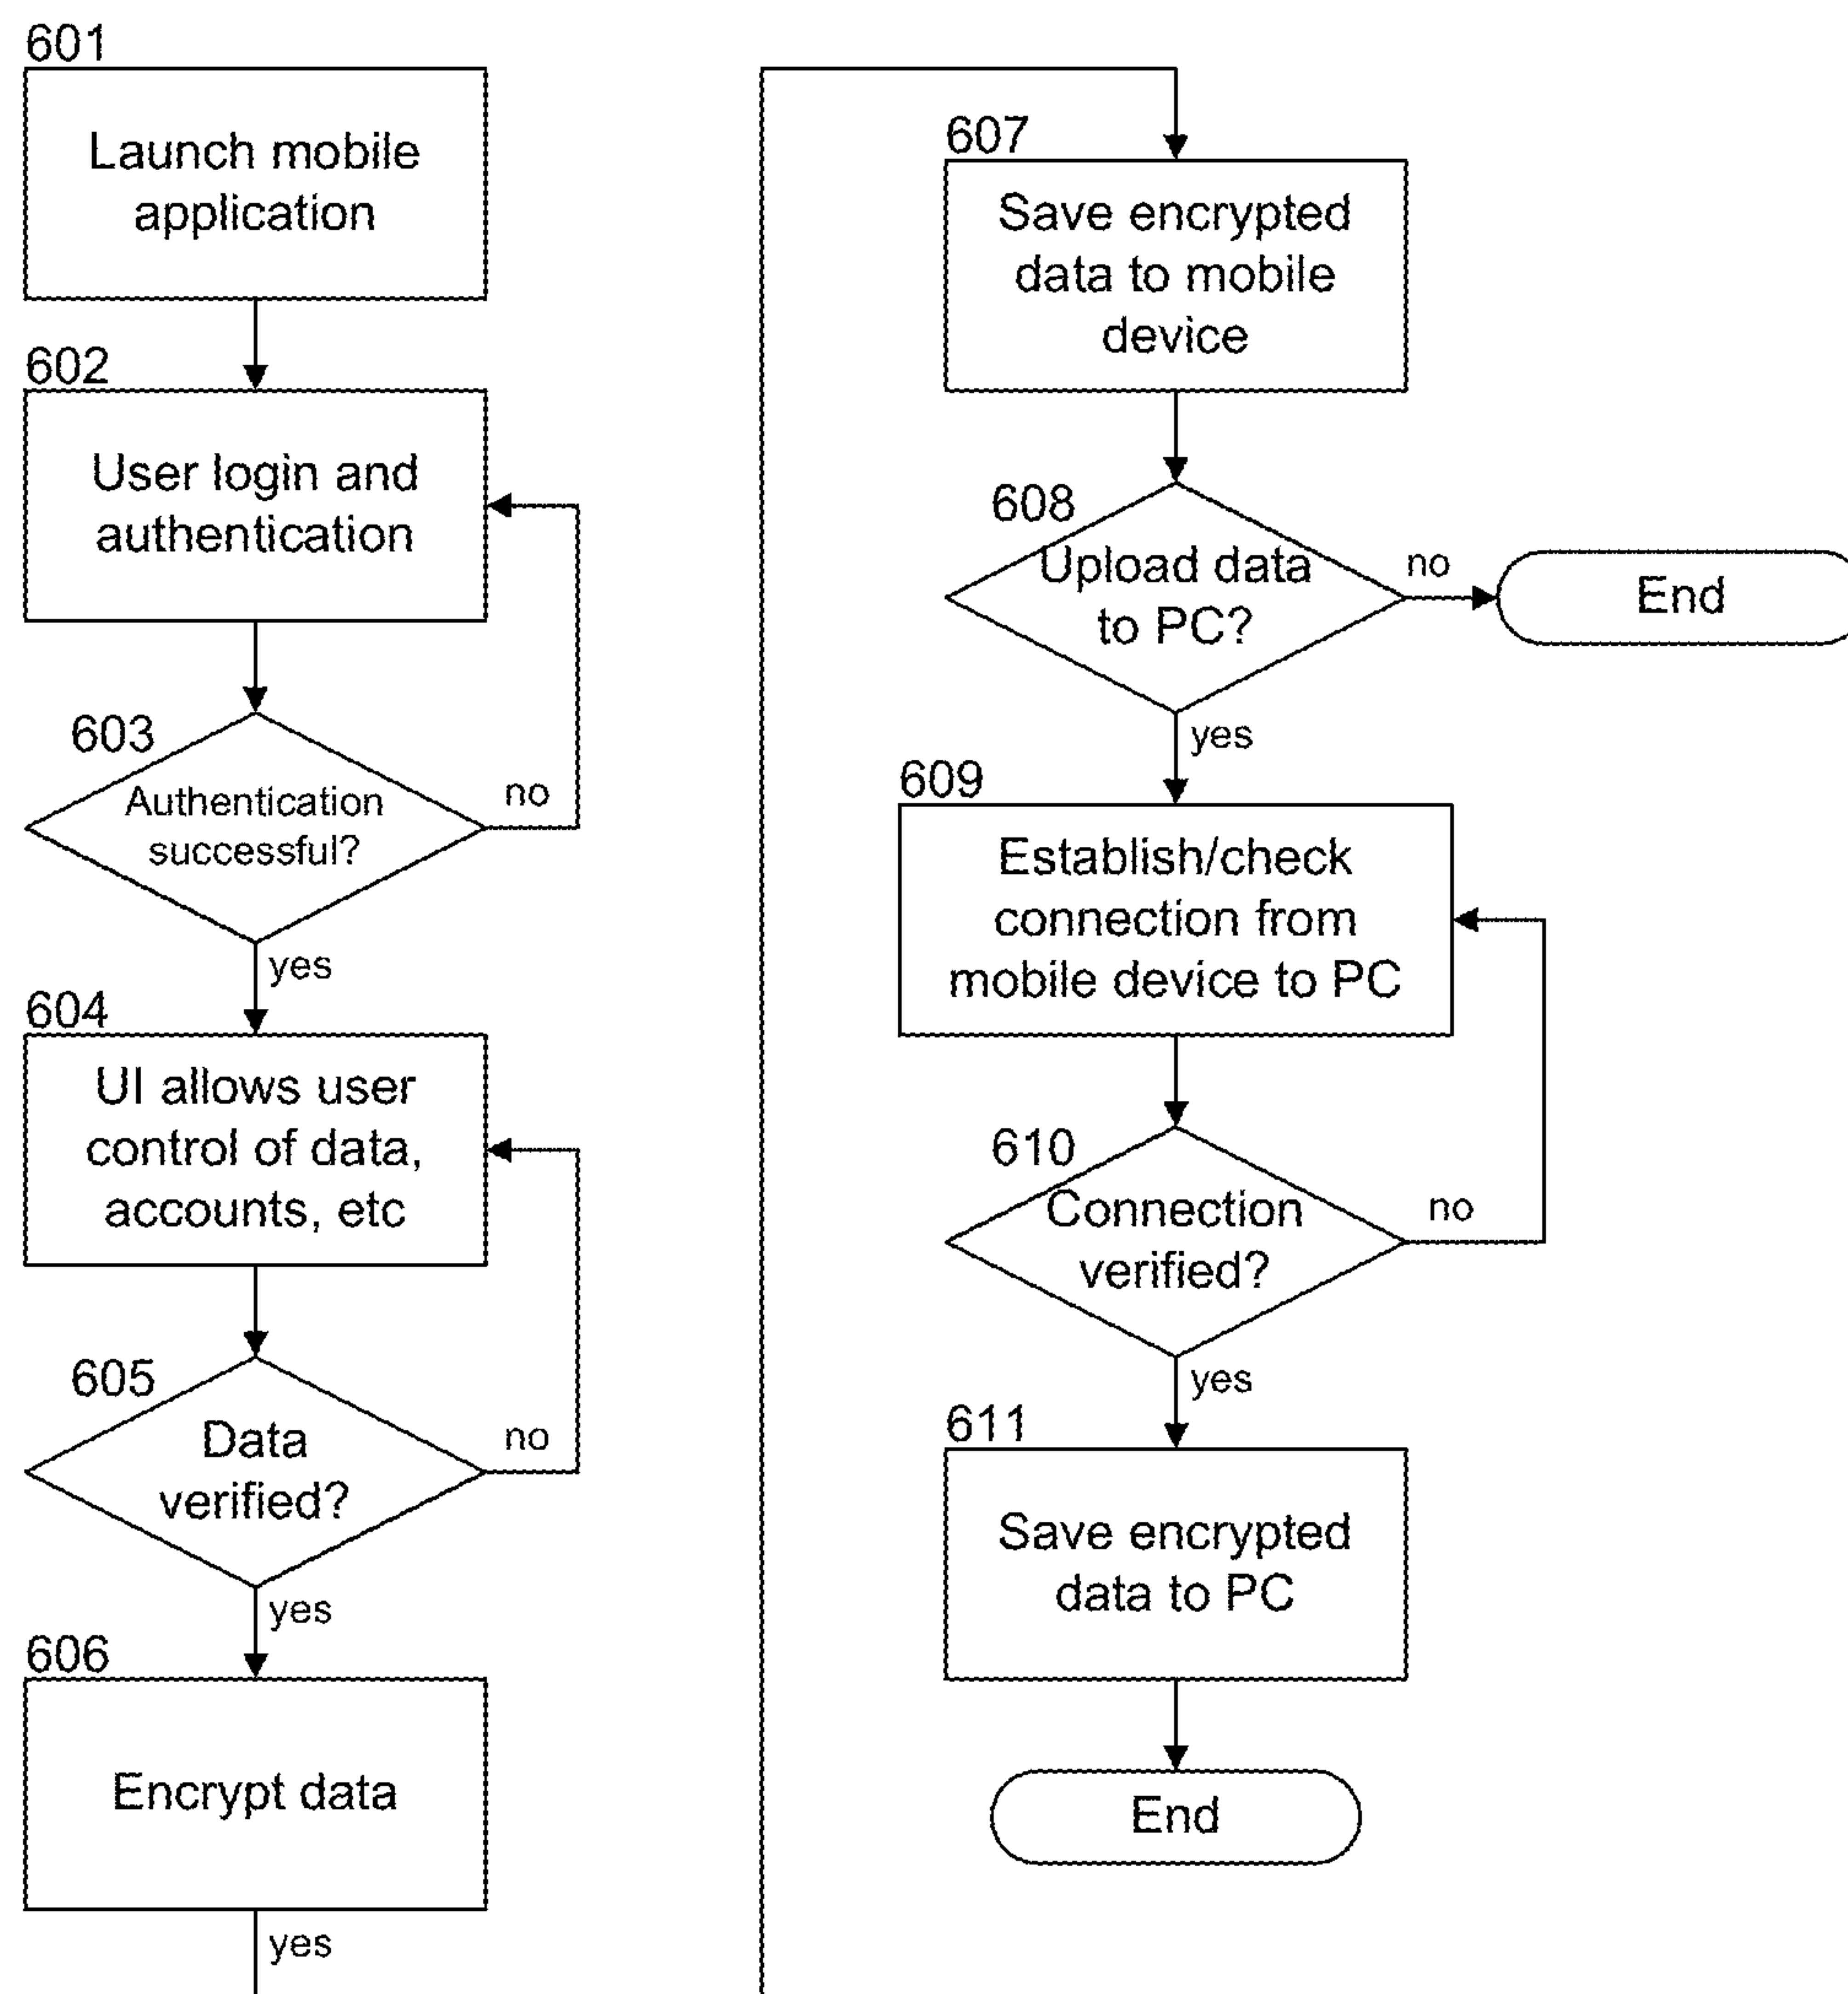 601
Launch mobile
application
602
User login and
authentication
603
Authentication
successful?
no
yes
604
UI allows user
control of data,
accounts, etc
605
Data
verified?
no
yes
606
Encrypt data
yes
607
Save encrypted
data to mobile
device
608
Upload data
to PC?
no
End
yes
609
Establish/check
connection from
mobile device to PC
610
Connection
verified?
no
yes
611
Save encrypted
data to PC
End